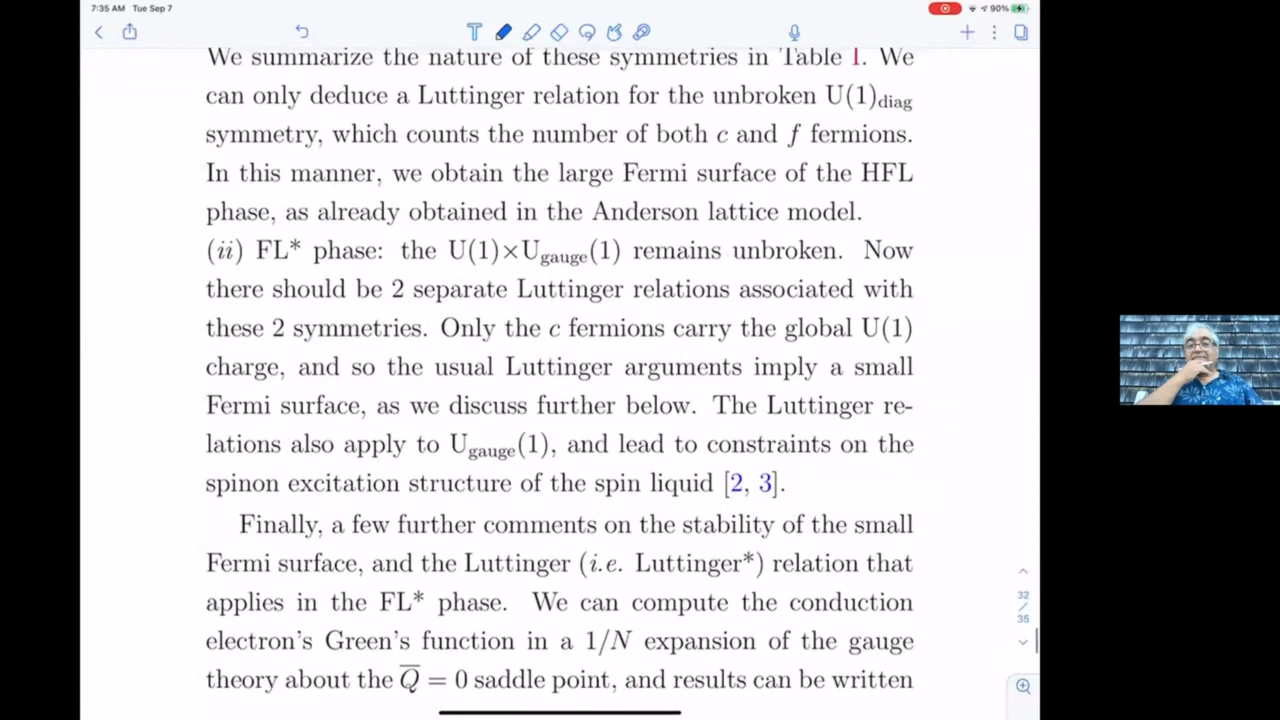 7:35 AM Tue Sep 7
90%
We summarize the nature of these symmetries in Table I. We
can only deduce a Luttinger relation for the unbroken U(1)diag
symmetry, which counts the number of both c and f fermions.
In this manner, we obtain the large Fermi surface of the HFL
phase, as already obtained in the Anderson lattice model.
(ii) FL* phase: the U(1)×Ugauge(1) remains unbroken. Now
there should be 2 separate Luttinger relations associated with
these 2 symmetries. Only the c fermions carry the global U(1)
charge, and so the usual Luttinger arguments imply a small
Fermi surface, as we discuss further below. The Luttinger re-
lations also apply to Ugauge(1), and lead to constraints on the
spinon excitation structure of the spin liquid [2, 3].
Finally, a few further comments on the stability of the small
Fermi surface, and the Luttinger (i.e. Luttinger*) relation that
applies in the FL* phase. We can compute the conduction
electron's Green's function in a 1/N expansion of the gauge
theory about the Q̅ = 0 saddle point, and results can be written
32
/
35